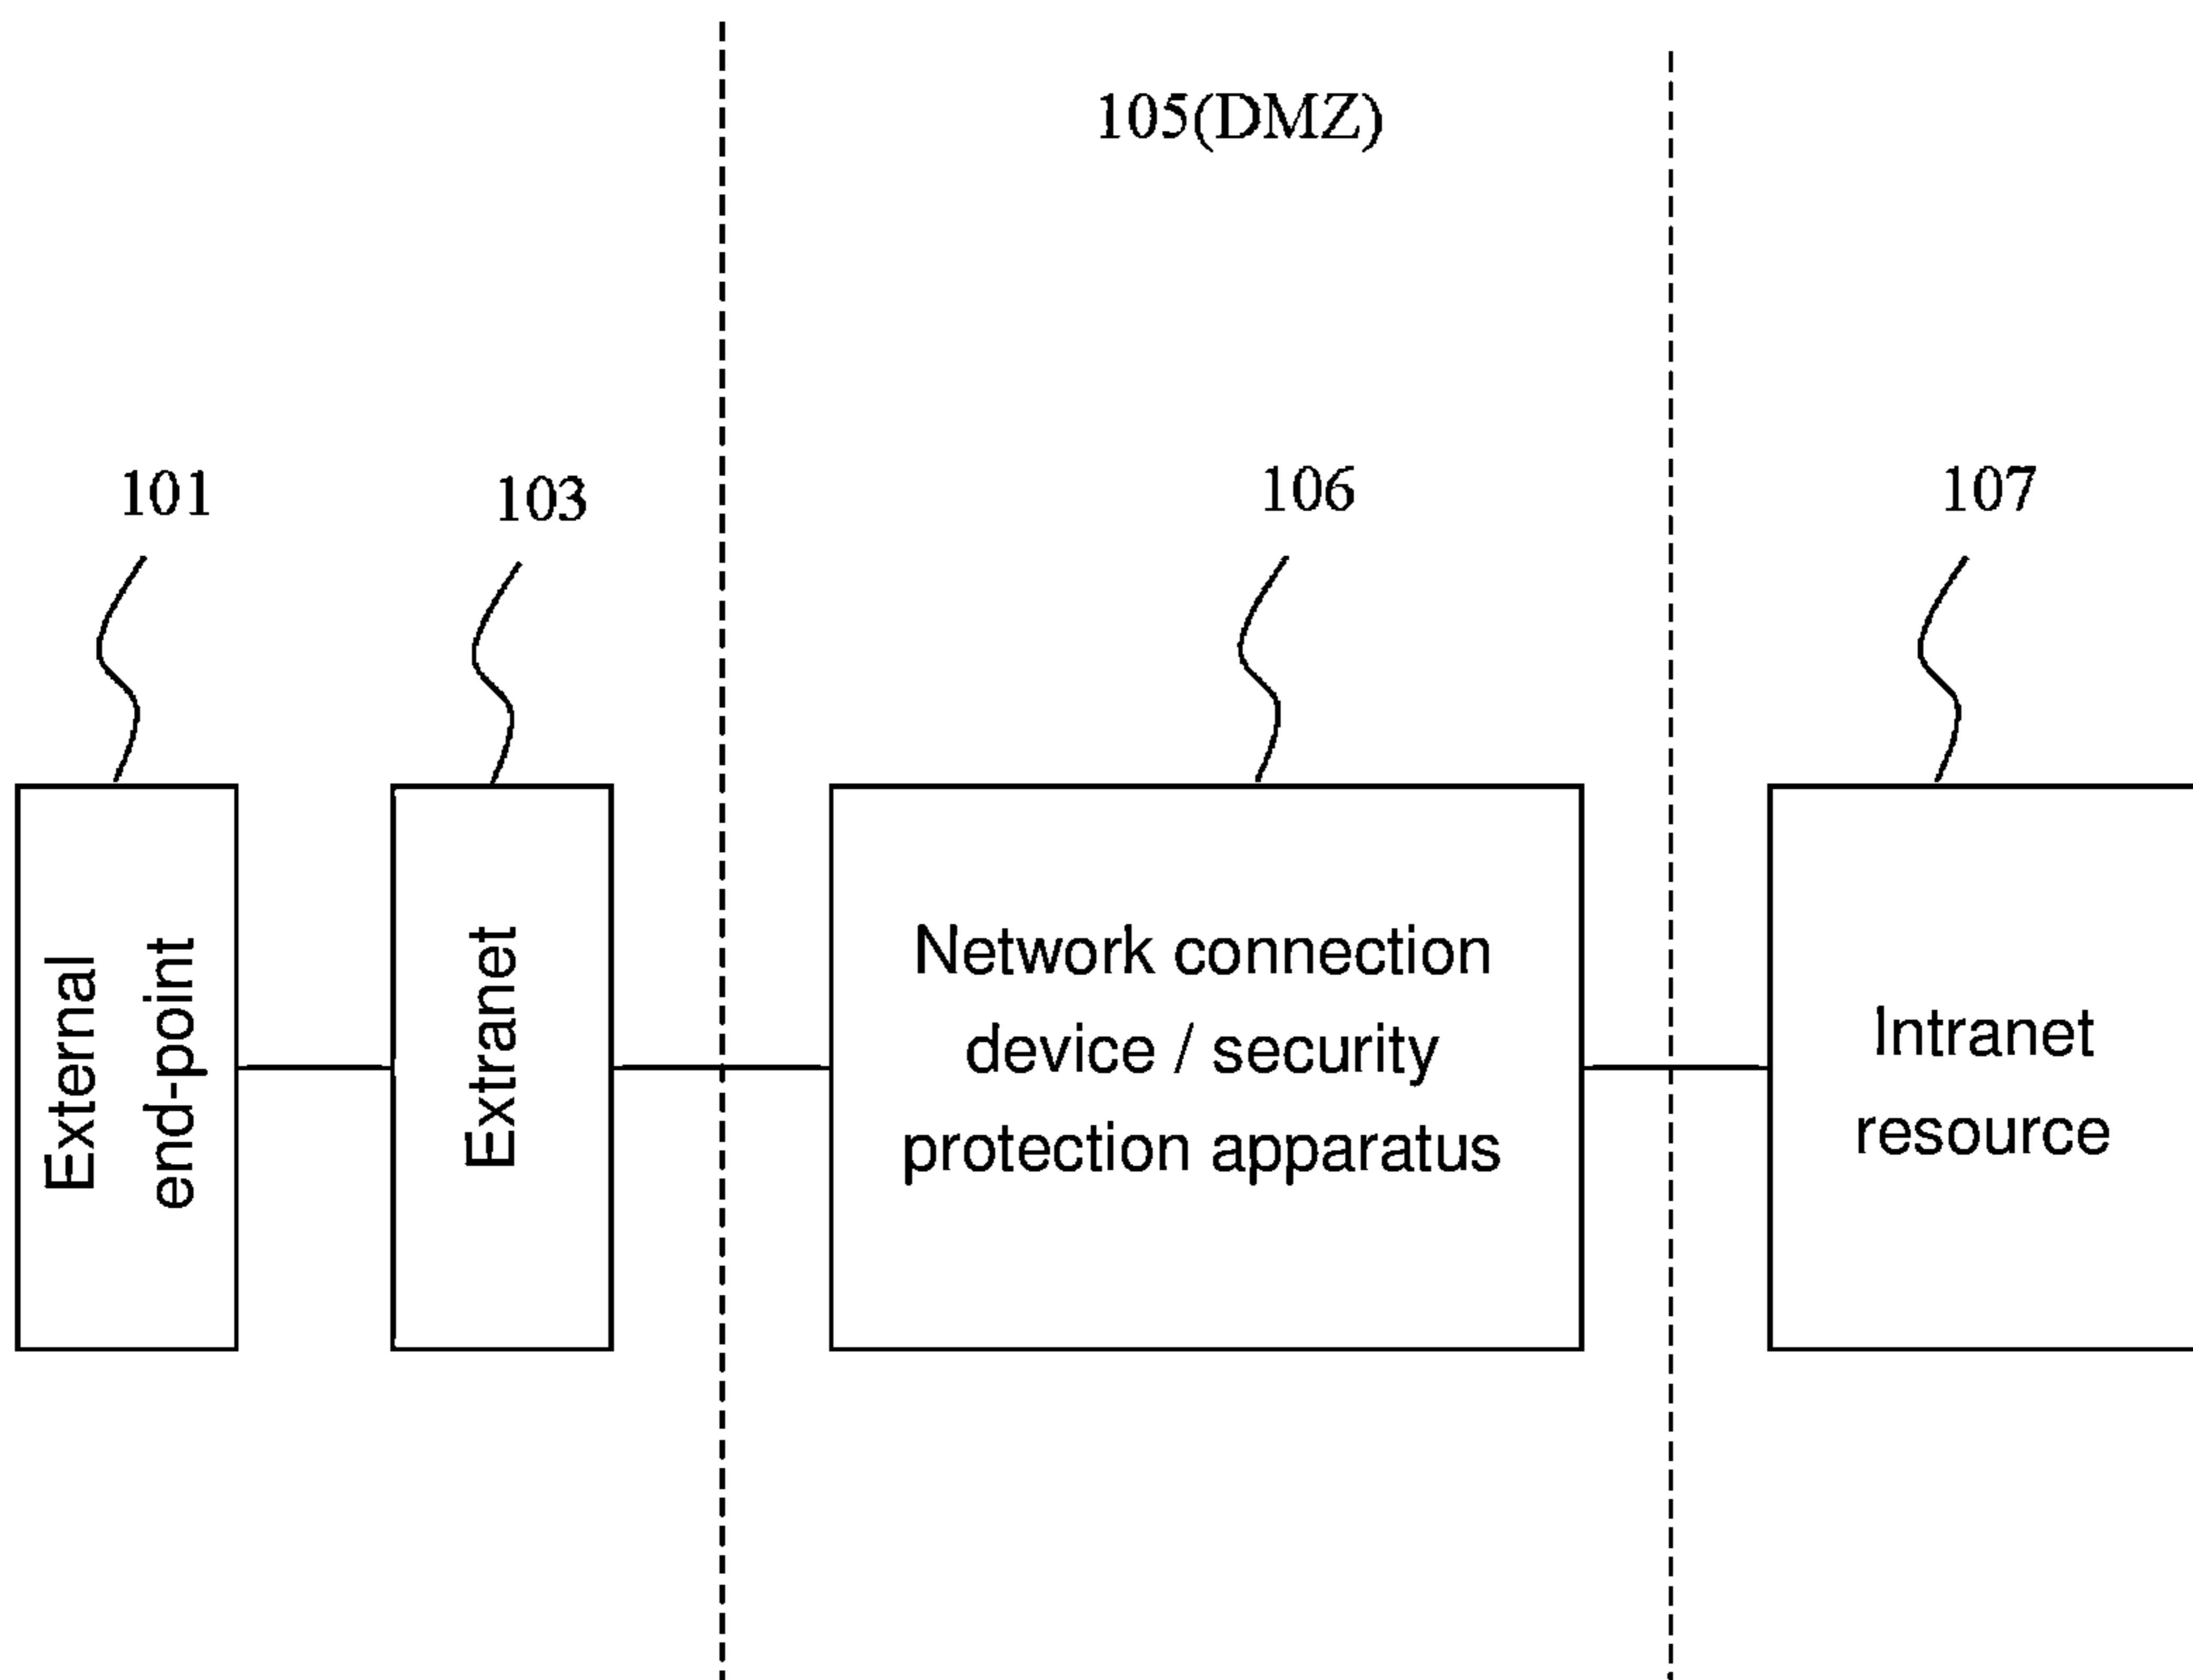 105(DMZ)
101
103
106
107
External
end-point
Extranet
Network connection
device / security
protection apparatus
Intranet
resource